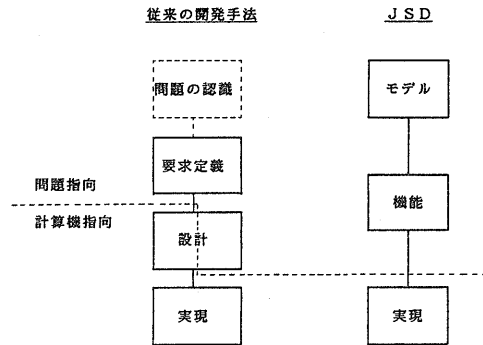 従来の開発手法
JSD
問題の認識
モデル
要求定義
問題指向
機能
計算機指向
設計
実現
実現